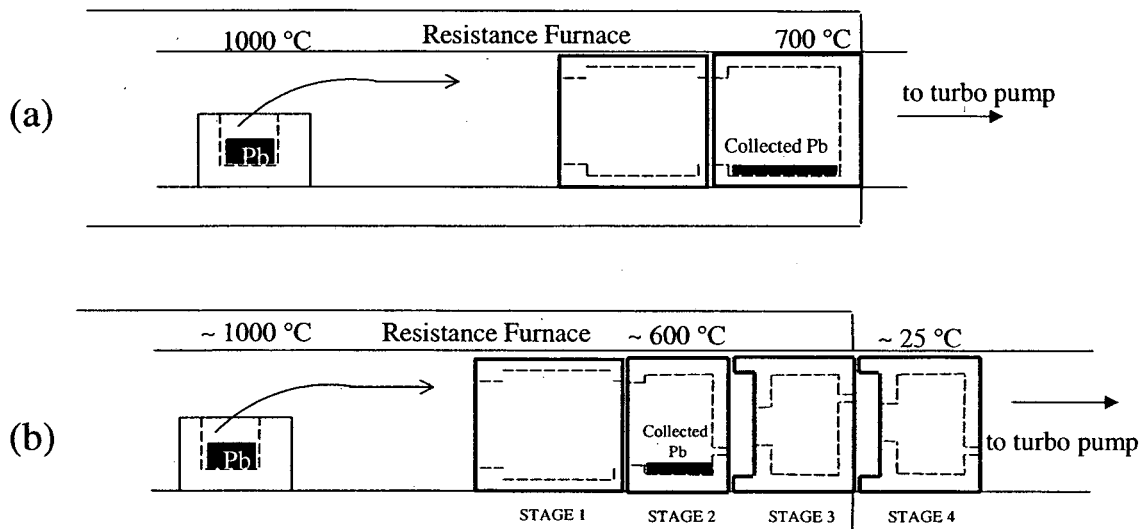 1000 °C
Resistance Furnace
700 °C
(a)
to turbo pump
Pb
Collected Pb
~ 1000 °C
Resistance Furnace
~ 600 °C
~ 25 °C
(b)
Pb
Collected
Pb
to turbo pump
STAGE 1
STAGE 2
STAGE 3
STAGE 4